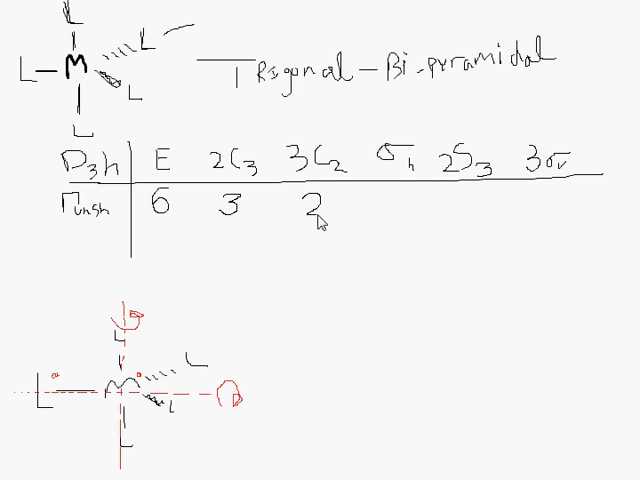 L
L
L M
L
L
Trigonal - Bi-pyramidal
D3h E 2C3 3C2 σh 2S3 3σv
Γunsh 6 3 2
L
L
L M
L
L